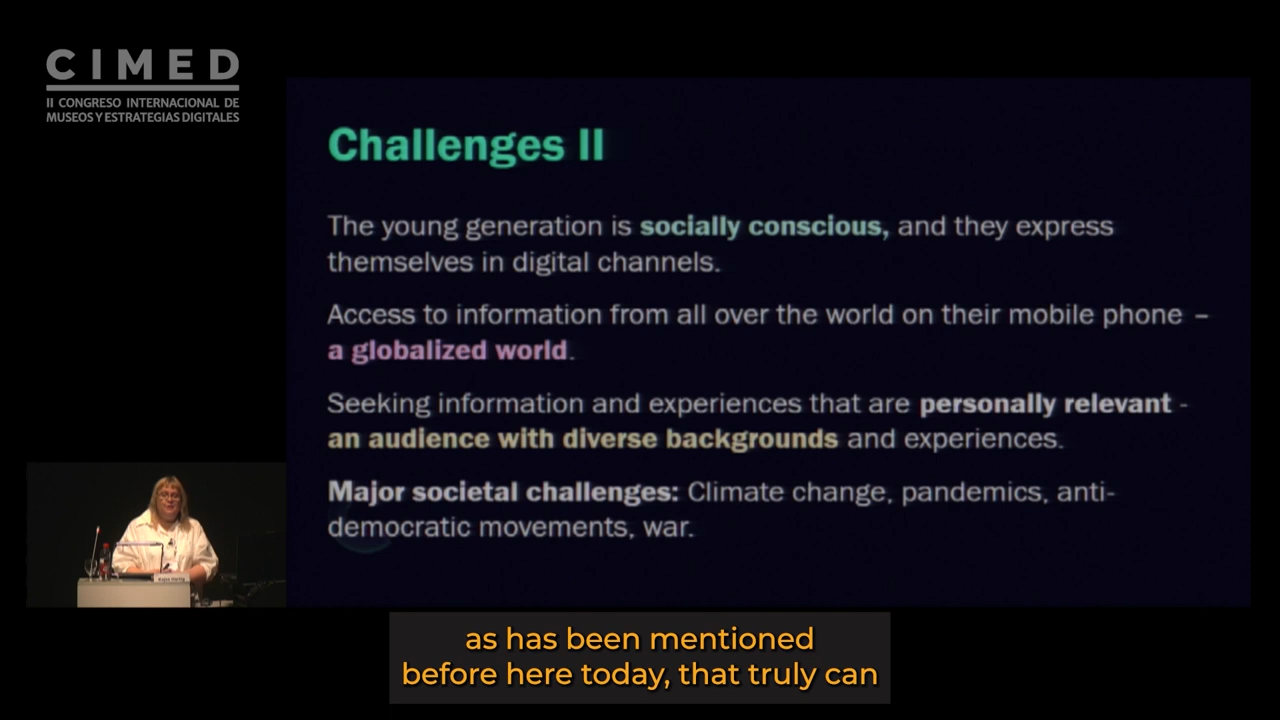 CIMED
II CONGRESO INTERNACIONAL DE
MUSEOS Y ESTRATEGIAS DIGITALES
Challenges II
The young generation is socially conscious, and they express
themselves in digital channels.
Access to information from all over the world on their mobile phone –
a globalized world.
Seeking information and experiences that are personally relevant -
an audience with diverse backgrounds and experiences.
Major societal challenges: Climate change, pandemics, anti-
democratic movements, war.
as has been mentioned
before here today, that truly can